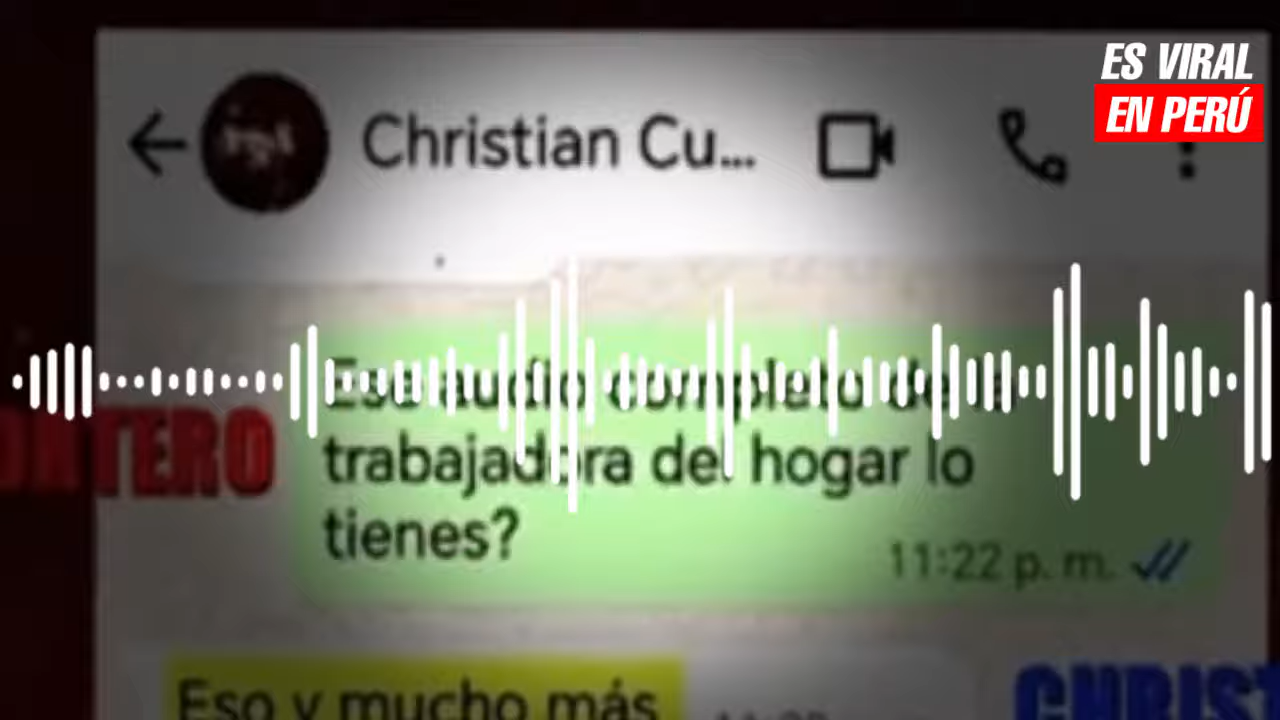 ES VIRAL
EN PERÚ
Christian Cu...
Ese audio completo de la
trabajadora del hogar lo
tienes?
11:22 p. m.
Eso y mucho más